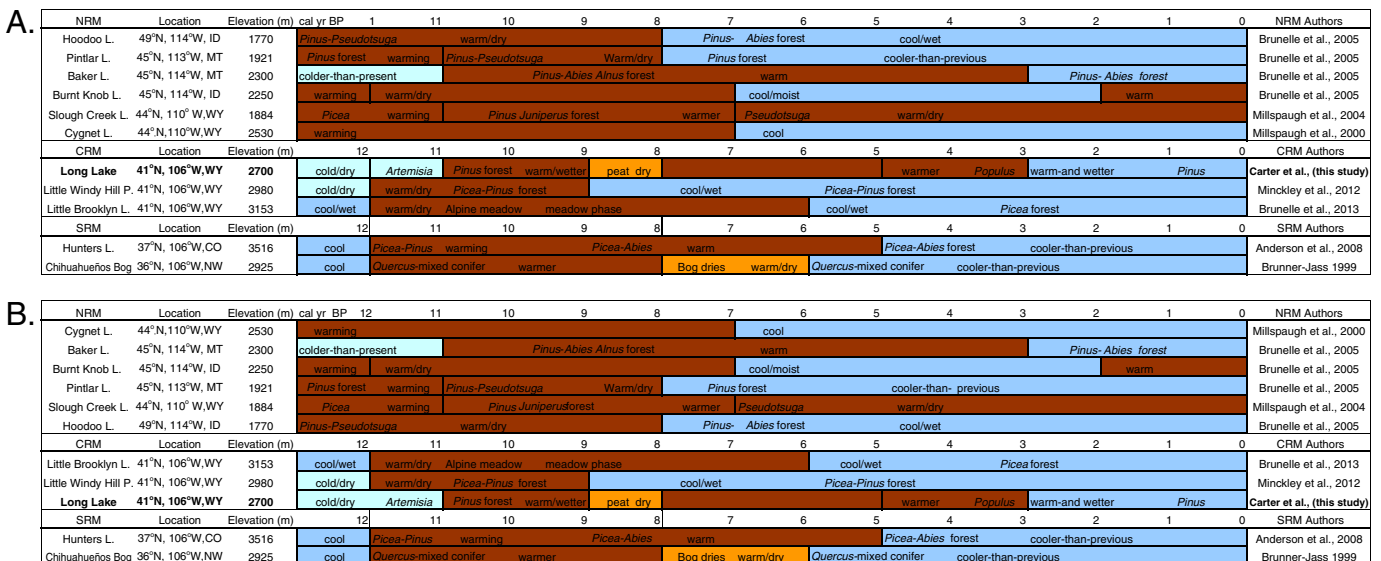 A.
NRM Location Elevation (m) cal yr BP 1 11 10 9 8 7 6 5 4 3 2 1 0 NRM Authors
Hoodoo L. 49°N, 114°W, ID 1770 Pinus-Pseudotsuga warm/dry Pinus- Abies forest cool/wet Brunelle et al., 2005
Pintlar L. 45°N, 113°W, MT 1921 Pinus forest warming Pinus-Pseudotsuga Warm/dry Pinus forest cooler-than-previous Brunelle et al., 2005
Baker L. 45°N, 114°W, MT 2300 colder-than-present Pinus-Abies Alnus forest warm Pinus- Abies forest Brunelle et al., 2005
Burnt Knob L. 45°N, 114°W, ID 2250 warming warm/dry cool/moist warm Brunelle et al., 2005
Slough Creek L. 44°N, 110°W,WY 1884 Picea warming Pinus Juniperus forest warmer Pseudotsuga warm/dry Millspaugh et al., 2004
Cygnet L. 44°.N,110°W,WY 2530 warming cool Millspaugh et al., 2000
CRM Location Elevation (m) 12 11 10 9 8 7 6 5 4 3 2 1 0 CRM Authors
Long Lake 41°N, 106°W,WY 2700 cold/dry Artemisia Pinus forest warm/wetter peat dry warmer Populus warm-and wetter Pinus Carter et al., (this study)
Little Windy Hill P. 41°N, 106°W,WY 2980 cold/dry warm/dry Picea-Pinus forest cool/wet Picea-Pinus forest Minckley et al., 2012
Little Brooklyn L. 41°N, 106°W,WY 3153 cool/wet warm/dry Alpine meadow meadow phase cool/wet Picea forest Brunelle et al., 2013
SRM Location Elevation (m) 12 11 10 9 8 7 6 5 4 3 2 1 0 SRM Authors
Hunters L. 37°N, 106°W,CO 3516 cool Picea-Pinus warming Picea-Abies warm Picea-Abies forest cooler-than-previous Anderson et al., 2008
Chihuahueños Bog 36°N, 106°W,NW 2925 cool Quercus-mixed conifer warmer Bog dries warm/dry Quercus-mixed conifer cooler-than-previous Brunner-Jass 1999
B.
NRM Location Elevation (m) cal yr BP 12 11 10 9 8 7 6 5 4 3 2 1 0 NRM Authors
Cygnet L. 44°.N,110°W,WY 2530 warming cool Millspaugh et al., 2000
Baker L. 45°N, 114°W, MT 2300 colder-than-present Pinus-Abies Alnus forest warm Pinus- Abies forest Brunelle et al., 2005
Burnt Knob L. 45°N, 114°W, ID 2250 warming warm/dry cool/moist warm Brunelle et al., 2005
Pintlar L. 45°N, 113°W, MT 1921 Pinus forest warming Pinus-Pseudotsuga Warm/dry Pinus forest cooler-than- previous Brunelle et al., 2005
Slough Creek L. 44°N, 110° W,WY 1884 Picea warming Pinus Juniperusforest warmer Pseudotsuga warm/dry Millspaugh et al., 2004
Hoodoo L. 49°N, 114°W, ID 1770 Pinus-Pseudotsuga warm/dry Pinus- Abies forest cool/wet Brunelle et al., 2005
CRM Location Elevation (m) 12 11 10 9 8 7 6 5 4 3 2 1 0 CRM Authors
Little Brooklyn L. 41°N, 106°W,WY 3153 cool/wet warm/dry Alpine meadow meadow phase cool/wet Picea forest Brunelle et al., 2013
Little Windy Hill P. 41°N, 106°W,WY 2980 cold/dry warm/dry Picea-Pinus forest cool/wet Picea-Pinus forest Minckley et al., 2012
Long Lake 41°N, 106°W,WY 2700 cold/dry Artemisia Pinus forest warm/wetter peat dry warmer Populus warm-and wetter Pinus Carter et al., (this study)
SRM Location Elevation (m) 12 11 10 9 8 7 6 5 4 3 2 1 0 SRM Authors
Hunters L. 37°N, 106°W,CO 3516 cool Picea-Pinus warming Picea-Abies warm Picea-Abies forest cooler-than-previous Anderson et al., 2008
Chihuahueños Bog 36°N, 106°W,NW 2925 cool Quercus-mixed conifer warmer Bog dries warm/dry Quercus-mixed conifer cooler-than-previous Brunner-Jass 1999